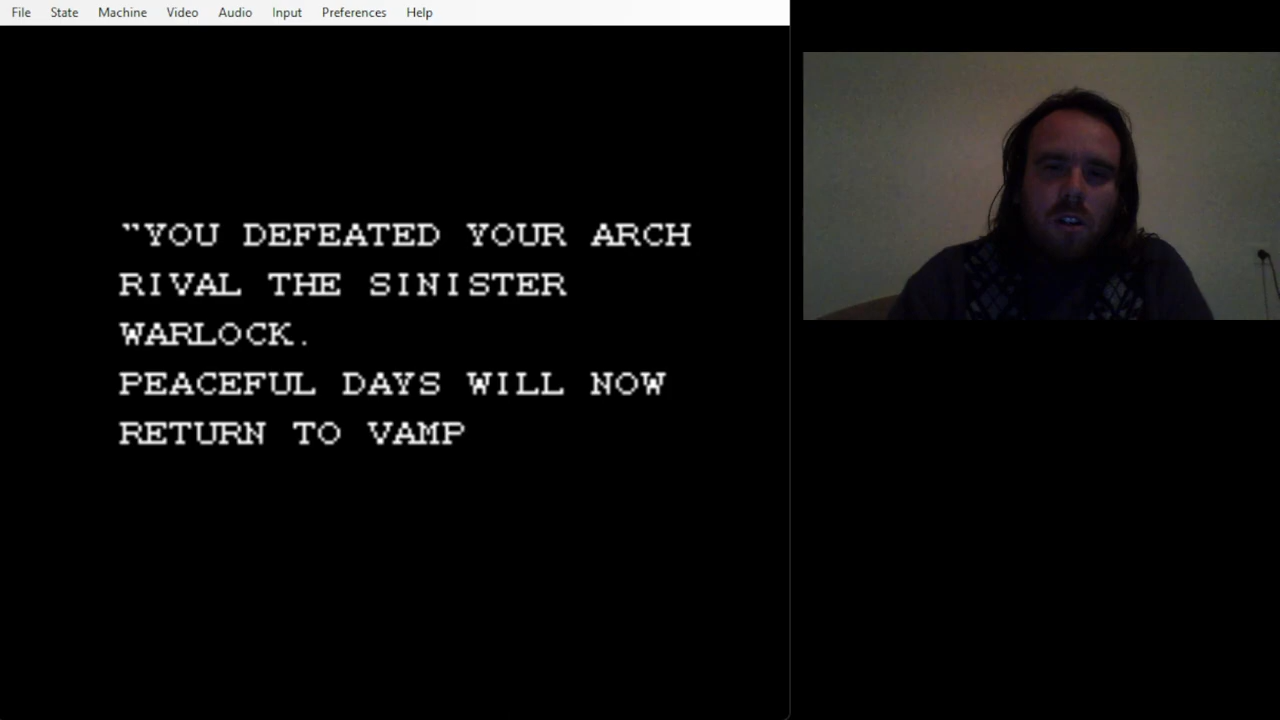 File State Machine Video Audio Input Preferences Help
"YOU DEFEATED YOUR ARCH
RIVAL THE SINISTER
WARLOCK.
PEACEFUL DAYS WILL NOW
RETURN TO VAMP